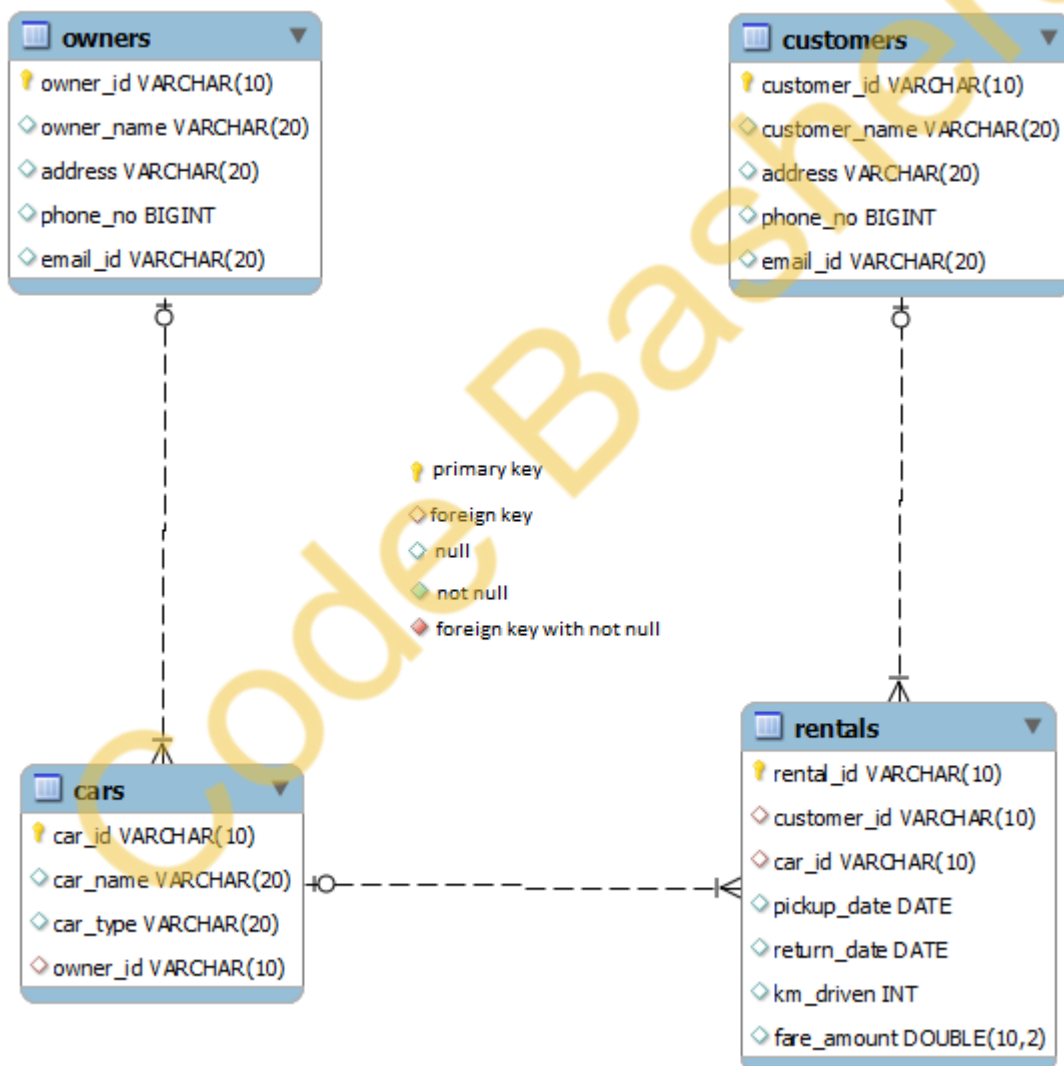 owners
owner_id VARCHAR(10)
owner_name VARCHAR(20)
address VARCHAR(20)
phone_no BIGINT
email_id VARCHAR(20)
customers
customer_id VARCHAR(10)
customer_name VARCHAR(20)
address VARCHAR(20)
phone_no BIGINT
email_id VARCHAR(20)
primary key
foreign key
null
not null
foreign key with not null
cars
car_id VARCHAR(10)
car_name VARCHAR(20)
car_type VARCHAR(20)
owner_id VARCHAR(10)
rentals
rental_id VARCHAR(10)
customer_id VARCHAR(10)
car_id VARCHAR(10)
pickup_date DATE
return_date DATE
km_driven INT
fare_amount DOUBLE(10,2)
Code Bashers